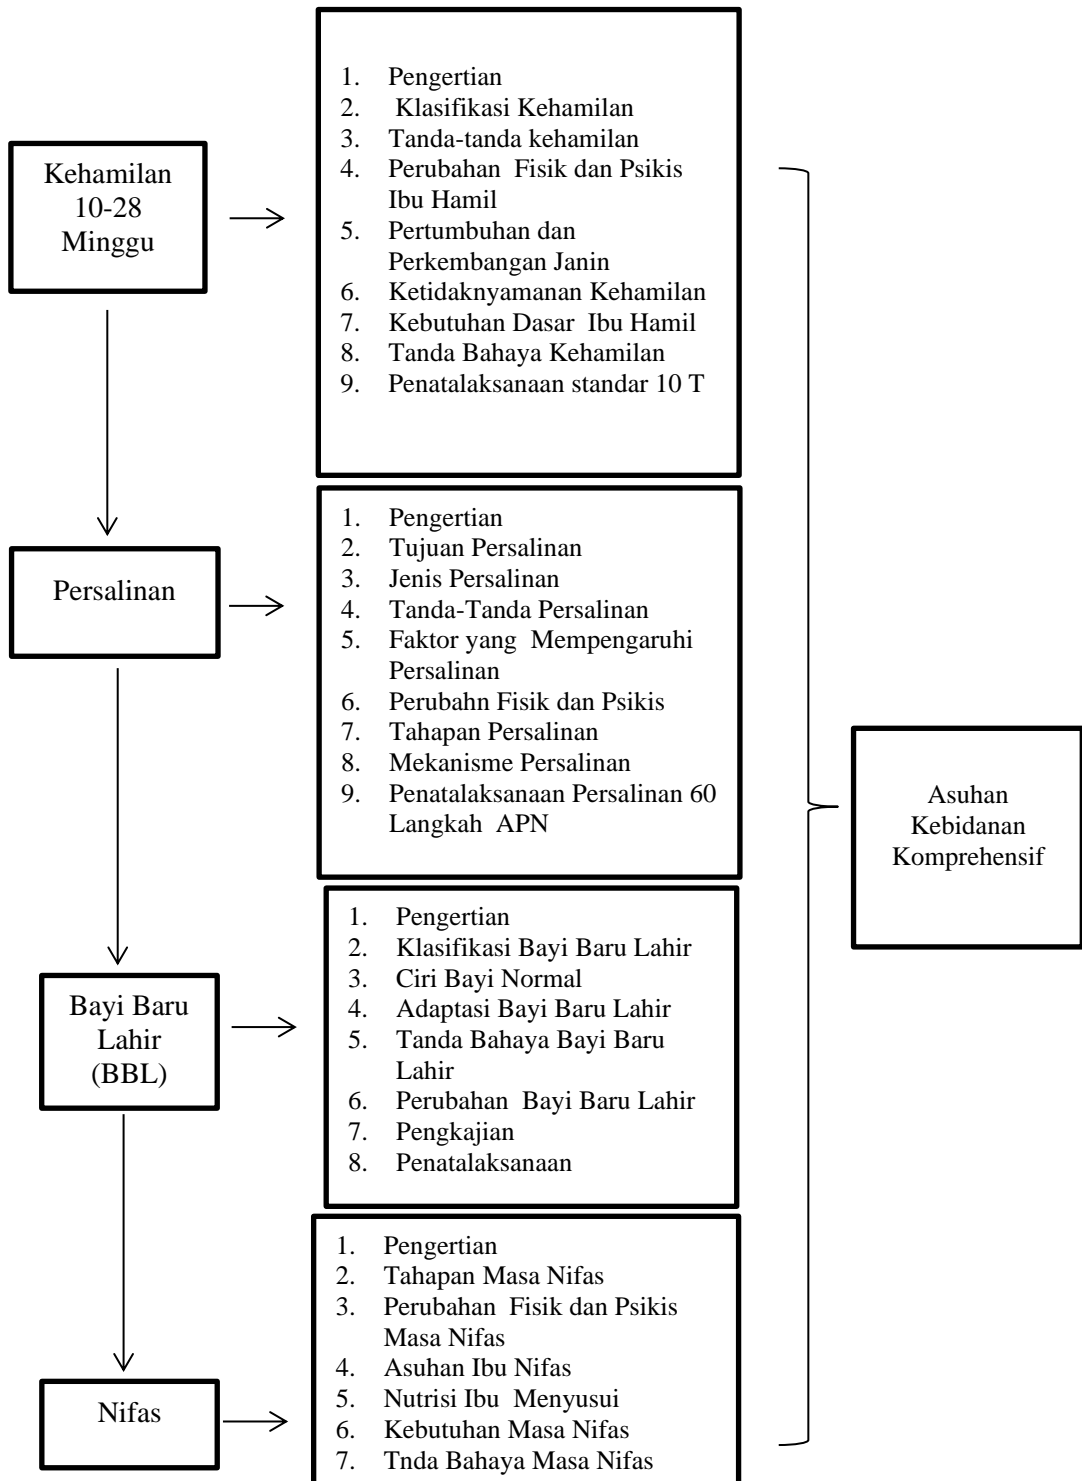 Kehamilan
10-28
Minggu
1. Pengertian
2. Klasifikasi Kehamilan
3. Tanda-tanda kehamilan
4. Perubahan Fisik dan Psikis
Ibu Hamil
5. Pertumbuhan dan
Perkembangan Janin
6. Ketidaknyamanan Kehamilan
7. Kebutuhan Dasar Ibu Hamil
8. Tanda Bahaya Kehamilan
9. Penatalaksanaan standar 10 T
Persalinan
1. Pengertian
2. Tujuan Persalinan
3. Jenis Persalinan
4. Tanda-Tanda Persalinan
5. Faktor yang Mempengaruhi
Persalinan
6. Perubahn Fisik dan Psikis
7. Tahapan Persalinan
8. Mekanisme Persalinan
9. Penatalaksanaan Persalinan 60
Langkah APN
Bayi Baru
Lahir
(BBL)
1. Pengertian
2. Klasifikasi Bayi Baru Lahir
3. Ciri Bayi Normal
4. Adaptasi Bayi Baru Lahir
5. Tanda Bahaya Bayi Baru
Lahir
6. Perubahan Bayi Baru Lahir
7. Pengkajian
8. Penatalaksanaan
Nifas
1. Pengertian
2. Tahapan Masa Nifas
3. Perubahan Fisik dan Psikis
Masa Nifas
4. Asuhan Ibu Nifas
5. Nutrisi Ibu Menyusui
6. Kebutuhan Masa Nifas
7. Tnda Bahaya Masa Nifas
Asuhan
Kebidanan
Komprehensif